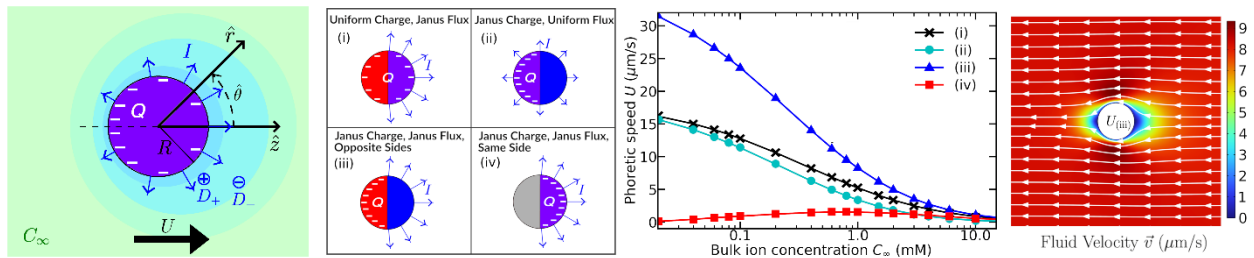 I
r̂
Q
θ̂
R
ẑ
⊕ ⊖
D₊ D₋
C∞
U
Uniform Charge, Janus Flux
(i)
Q
I
Janus Charge, Uniform Flux
(ii)
Q
I
Janus Charge, Janus Flux,
Opposite Sides
(iii)
Q
I
Janus Charge, Janus Flux,
Same Side
(iv)
Q
I
Phoretic speed U (μm/s)
30
25
20
15
10
5
0
(i)
(ii)
(iii)
(iv)
0.1 1.0 10.0
Bulk ion concentration C∞ (mM)
U(iii)
9
8
7
6
5
4
3
2
1
0
Fluid Velocity v⃗ (μm/s)